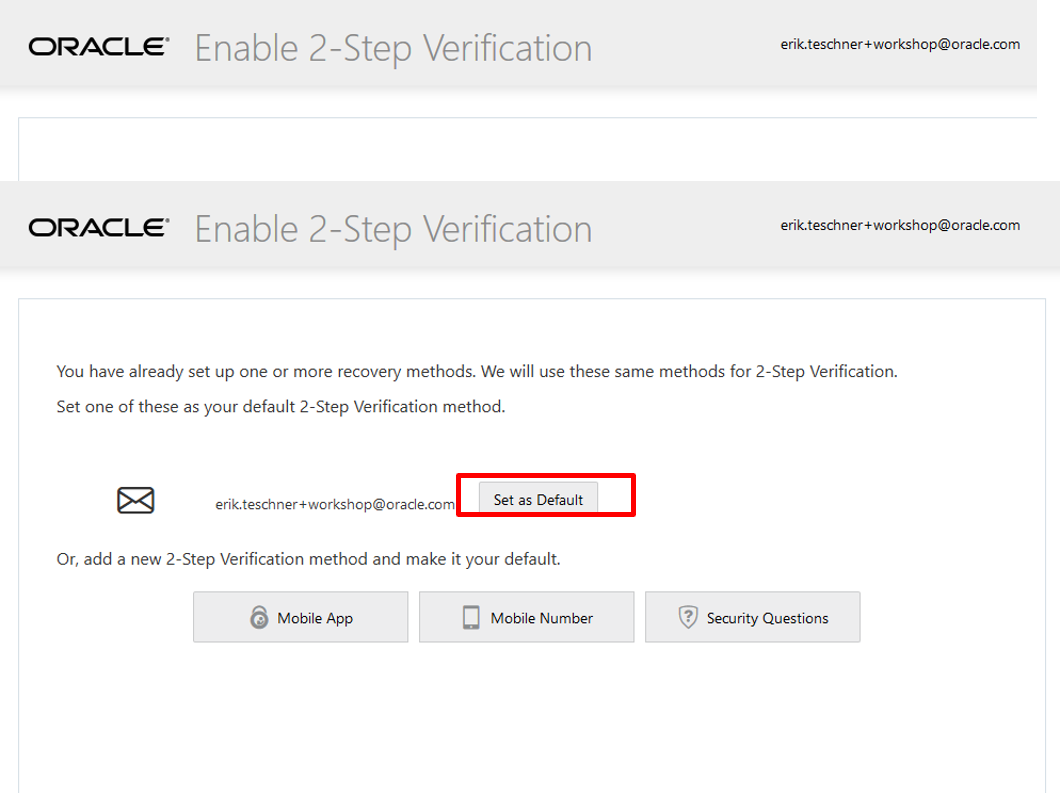 ORACLE® Enable 2-Step Verification erik.teschner+workshop@oracle.com
ORACLE® Enable 2-Step Verification erik.teschner+workshop@oracle.com
You have already set up one or more recovery methods. We will use these same methods for 2-Step Verification.
Set one of these as your default 2-Step Verification method.
erik.teschner+workshop@oracle.com Set as Default
Or, add a new 2-Step Verification method and make it your default.
Mobile App Mobile Number Security Questions